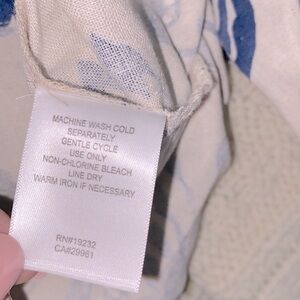 MACHINE WASH COLD
SEPARATELY
GENTLE CYCLE
USE ONLY
NON-CHLORINE BLEACH
LINE DRY
WARM IRON IF NECESSARY
RN#19232
CA#29961